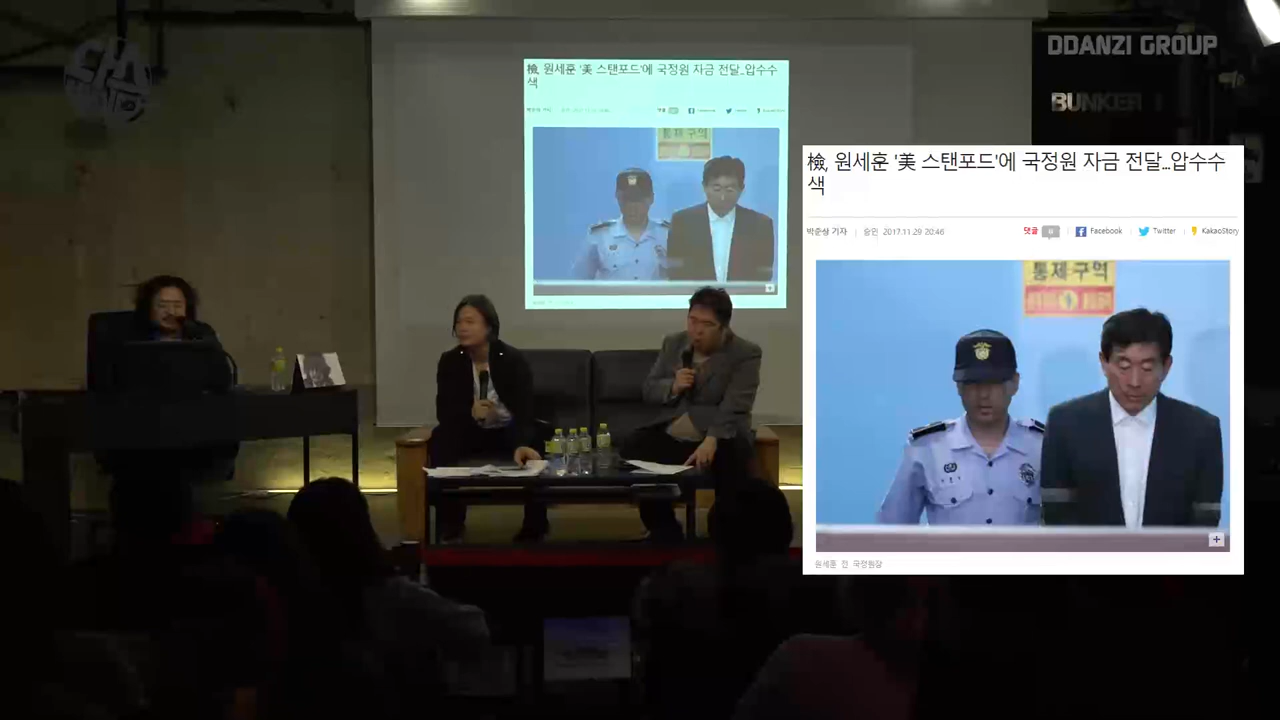 DDANZI GROUP
BUNKER 1
檢, 원세훈 '美 스탠포드'에 국정원 자금 전달...압수수
색
檢, 원세훈 '美 스탠포드'에 국정원 자금 전달...압수수
색
박준상 기자 | 승인 2017.11.29 20:46
댓글 0 Facebook Twitter KakaoStory
통제구역
통제구역
원세훈 전 국정원장